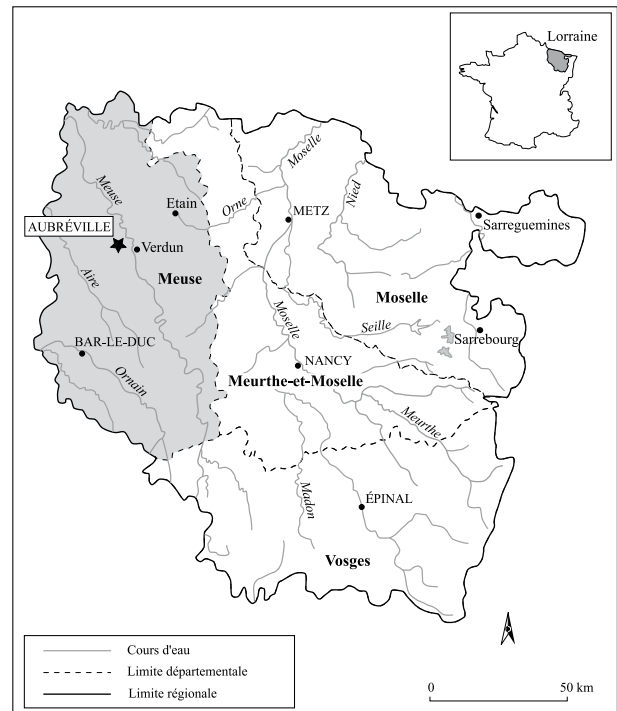 Lorraine
Moselle
Meuse
Nied
Etain
Orne
METZ
Sarreguemines
AUBRÉVILLE
Verdun
Aire
Meuse
Moselle
Moselle
Seille
Sarrebourg
BAR-LE-DUC
NANCY
Ornain
Meurthe-et-Moselle
Meurthe
Madon
ÉPINAL
Vosges
Cours d'eau
Limite départementale
Limite régionale
0
50 km